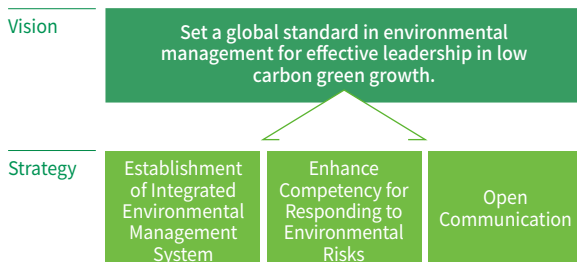 Vision
Set a global standard in environmental
management for effective leadership in low
carbon green growth.
Strategy
Establishment
of Integrated
Environmental
Management
System
Enhance
Competency for
Responding to
Environmental
Risks
Open
Communication